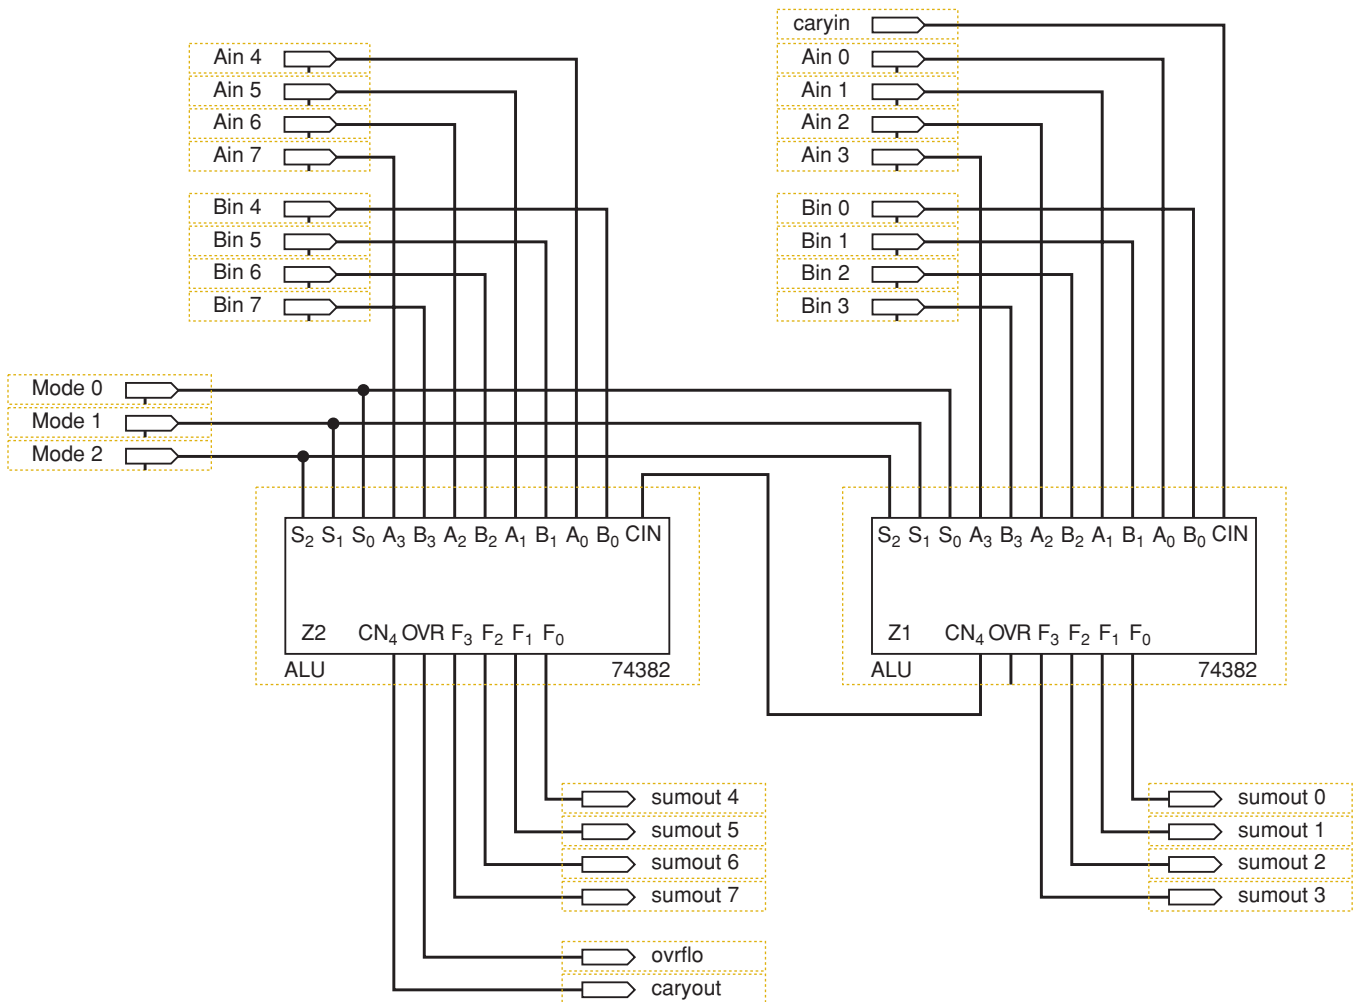 caryin
Ain 4
Ain 5
Ain 6
Ain 7
Ain 0
Ain 1
Ain 2
Ain 3
Bin 4
Bin 5
Bin 6
Bin 7
Bin 0
Bin 1
Bin 2
Bin 3
Mode 0
Mode 1
Mode 2
S₂ S₁ S₀ A₃ B₃ A₂ B₂ A₁ B₁ A₀ B₀ CIN
Z2 CN₄ OVR F₃ F₂ F₁ F₀
ALU 74382
S₂ S₁ S₀ A₃ B₃ A₂ B₂ A₁ B₁ A₀ B₀ CIN
Z1 CN₄ OVR F₃ F₂ F₁ F₀
ALU 74382
sumout 4
sumout 5
sumout 6
sumout 7
sumout 0
sumout 1
sumout 2
sumout 3
ovrflo
caryout